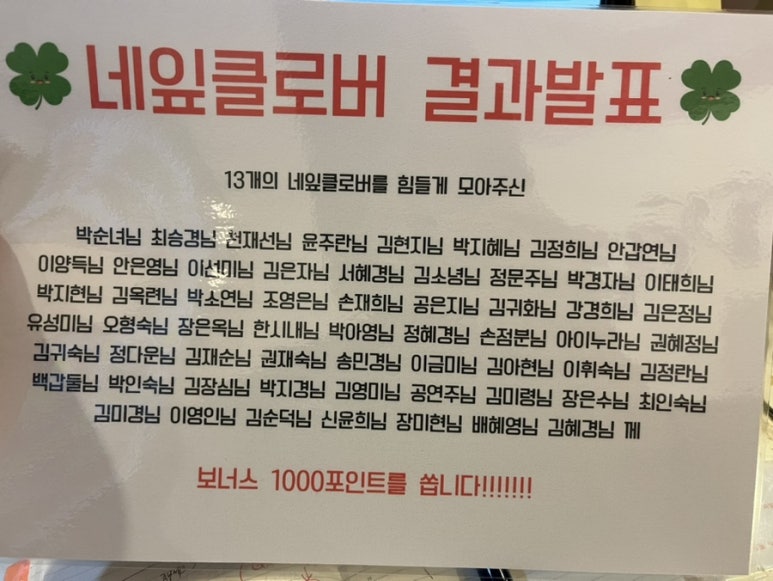 네잎클로버 결과발표
13개의 네잎클로버를 힘들게 모아주신
박순녀님 최승경님 천재선님 윤주란님 김현지님 박지혜님 김정희님 안갑연님
이양득님 안은영님 이선미님 김은자님 서혜경님 김소녕님 정문주님 박경자님 이태희님
박지현님 김옥련님 박소연님 조영은님 손재희님 공은지님 김귀화님 강경희님 김은정님
유성미님 오형숙님 장은옥님 한시내님 박아영님 정혜경님 손점분님 아이누라님 권혜정님
김귀숙님 정다운님 김재순님 권재숙님 송민경님 이금미님 김아현님 이휘숙님 김정란님
백갑둘님 박인숙님 김장심님 박지경님 김영미님 공연주님 김미령님 장은수님 최인숙님
김미경님 이영인님 김순덕님 신윤희님 장미현님 배혜영님 김혜경님 께
보너스 1000포인트를 쏩니다!!!!!!!